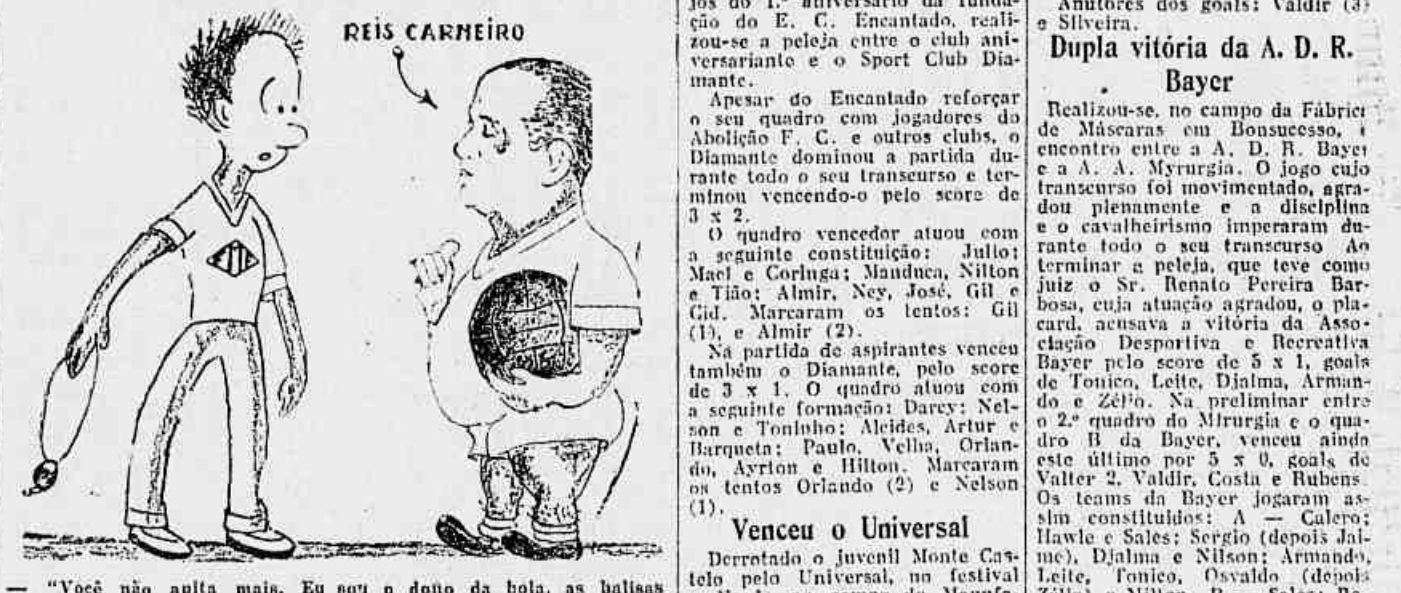 REIS CARNEIRO
— "Você não apita mais. Eu sou o dono da bola, as balisas
jos do 1.º aniversário da funda-
ção do E. C. Encantado, reali-
zou-se a peleja entre o club ani-
versariante e o Sport Club Dia-
mante.
Apesar do Encantado reforçar
o seu quadro com jogadores do
Abolição F. C. e outros clubs, o
Diamante dominou a partida du-
rante todo o seu transcurso e ter-
minou vencendo-o pelo score de
3 x 2.
O quadro vencedor atuou com
a seguinte constituição: Julio;
Mael e Coringa; Manduca, Nilton
e Tião; Almir, Ney, José, Gil e
Cid. Marcaram os tentos: Gil
(1), e Almir (2).
Na partida de aspirantes venceu
também o Diamante, pelo score
de 3 x 1. O quadro atuou com
a seguinte formação: Darcy; Nel-
son e Toninho; Alcides, Artur e
Barqueta; Paulo, Velha, Orlan-
do, Ayrton e Hilton. Marcaram
os tentos Orlando (2) e Nelson
(1).
Venceu o Universal
Derrotado o juvenil Monte Cas-
telo pelo Universal, no festival
Anutores dos goals: Valdir (3)
e Silveira.
Dupla vitória da A. D. R.
Bayer
Realizou-se, no campo da Fábrica
de Máscaras em Bonsucesso,
encontro entre a A. D. R. Bayer
e a A. A. Myrurgia. O jogo cujo
transcurso foi movimentado, agra-
dou plenamente e a disciplina
e o cavalheirismo imperaram du-
rante todo o seu transcurso Ao
terminar a peleja, que teve como
juiz o Sr. Renato Pereira Bar-
bosa, cuja atuação agradou, o pla-
card, acusava a vitória da Asso-
ciação Desportiva e Recreativa
Bayer pelo score de 5 x 1, goals
de Tonico, Leite, Djalma, Arman-
do e Zélio. Na preliminar entre
o 2.º quadro do Mirurgia e o qua-
dro B da Bayer, venceu ainda
este último por 5 x 0, goals de
Valter 2, Valdir, Costa e Rubens.
Os teams da Bayer jogaram as-
sim constituidos: A — Calero;
Hawle e Sales; Sergio (depois Jai-
me), Djalma e Nilson; Armando,
Leite, Tonico, Osvaldo (depois